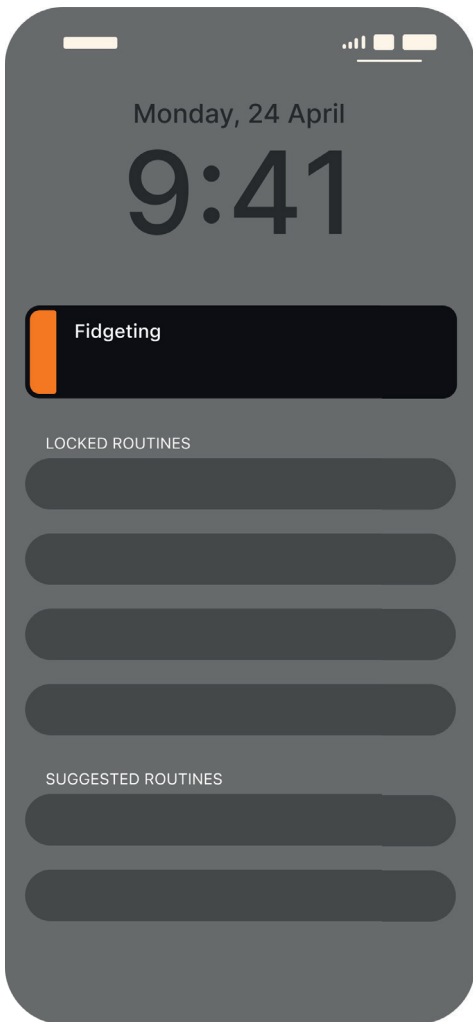 Monday, 24 April
9:41
Fidgeting
LOCKED ROUTINES
SUGGESTED ROUTINES